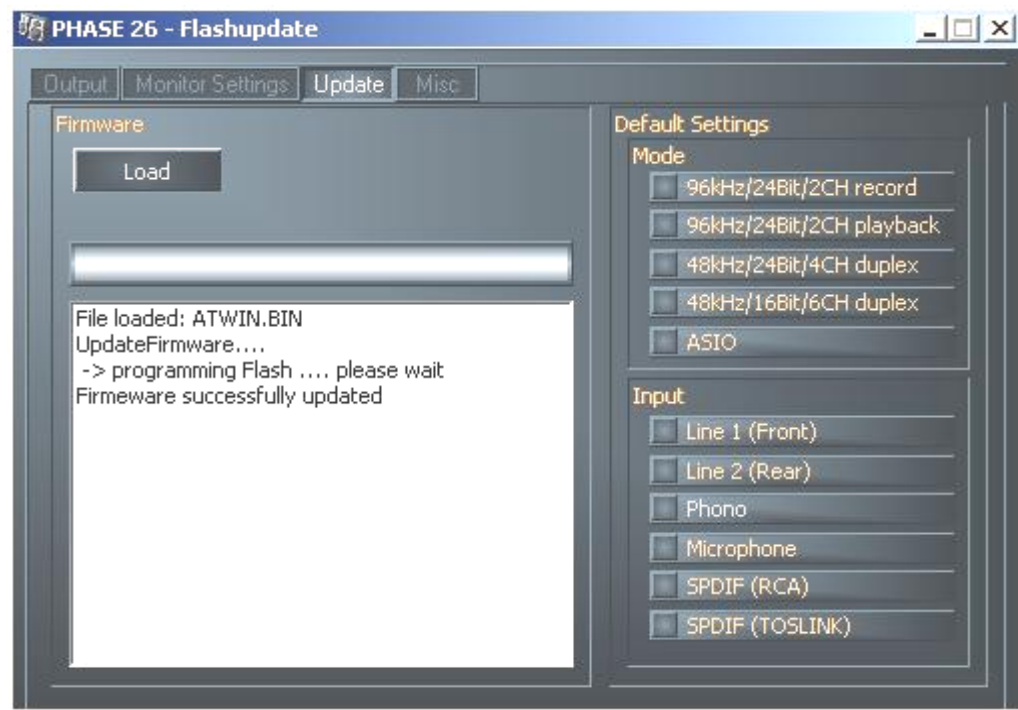 PHASE 26 - Flashupdate
Output Monitor Settings Update Misc
Firmware
Load
File loaded: ATWIN.BIN
UpdateFirmware....
-> programming Flash .... please wait
Firmeware successfully updated
Default Settings
Mode
96kHz/24Bit/2CH record
96kHz/24Bit/2CH playback
48kHz/24Bit/4CH duplex
48kHz/16Bit/6CH duplex
ASIO
Input
Line 1 (Front)
Line 2 (Rear)
Phono
Microphone
SPDIF (RCA)
SPDIF (TOSLINK)